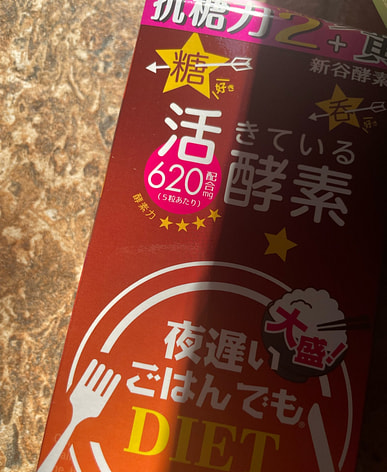 抗糖力2+
新谷酵素
糖
好き
呑
活きている
酵素
620mg
配合
(5粒あたり)
酵素力★★★★
大盛!
夜遅い
ごはんでも®
DIET